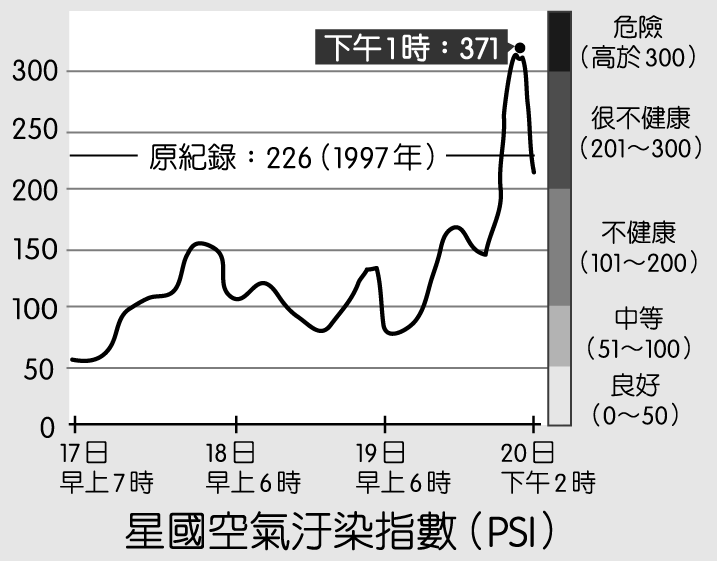 下午1時：371
300
250
200
150
100
50
0
原紀錄：226（1997年）
危險
（高於300）
很不健康
（201～300）
不健康
（101～200）
中等
（51～100）
良好
（0～50）
17日
早上7時
18日
早上6時
19日
早上6時
20日
下午2時
星國空氣汙染指數（PSI）